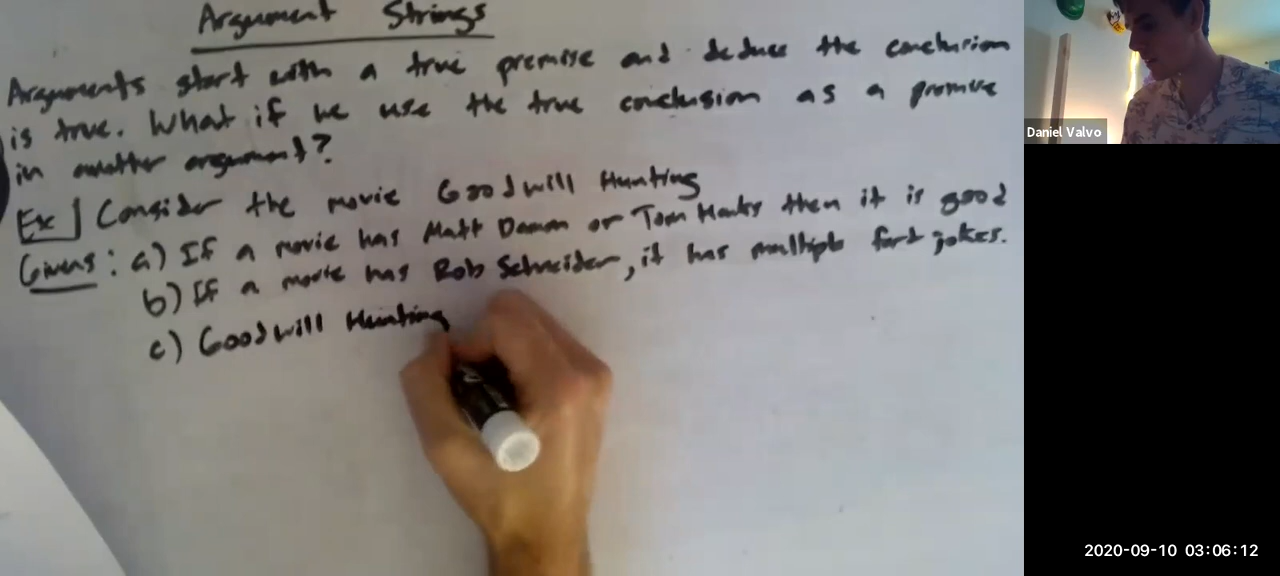 Argument Strings
Arguments start with a true premise and deduce the conclusion
is true. What if we use the true conclusion as a premise
in another argument?
Ex] Consider the movie Goodwill Hunting
Givens: a) If a movie has Matt Damon or Tom Hanks then it is good
b) If a movie has Rob Schneider, it has multiple fart jokes.
c) Goodwill Hunting
Daniel Valvo
2020-09-10 03:06:12